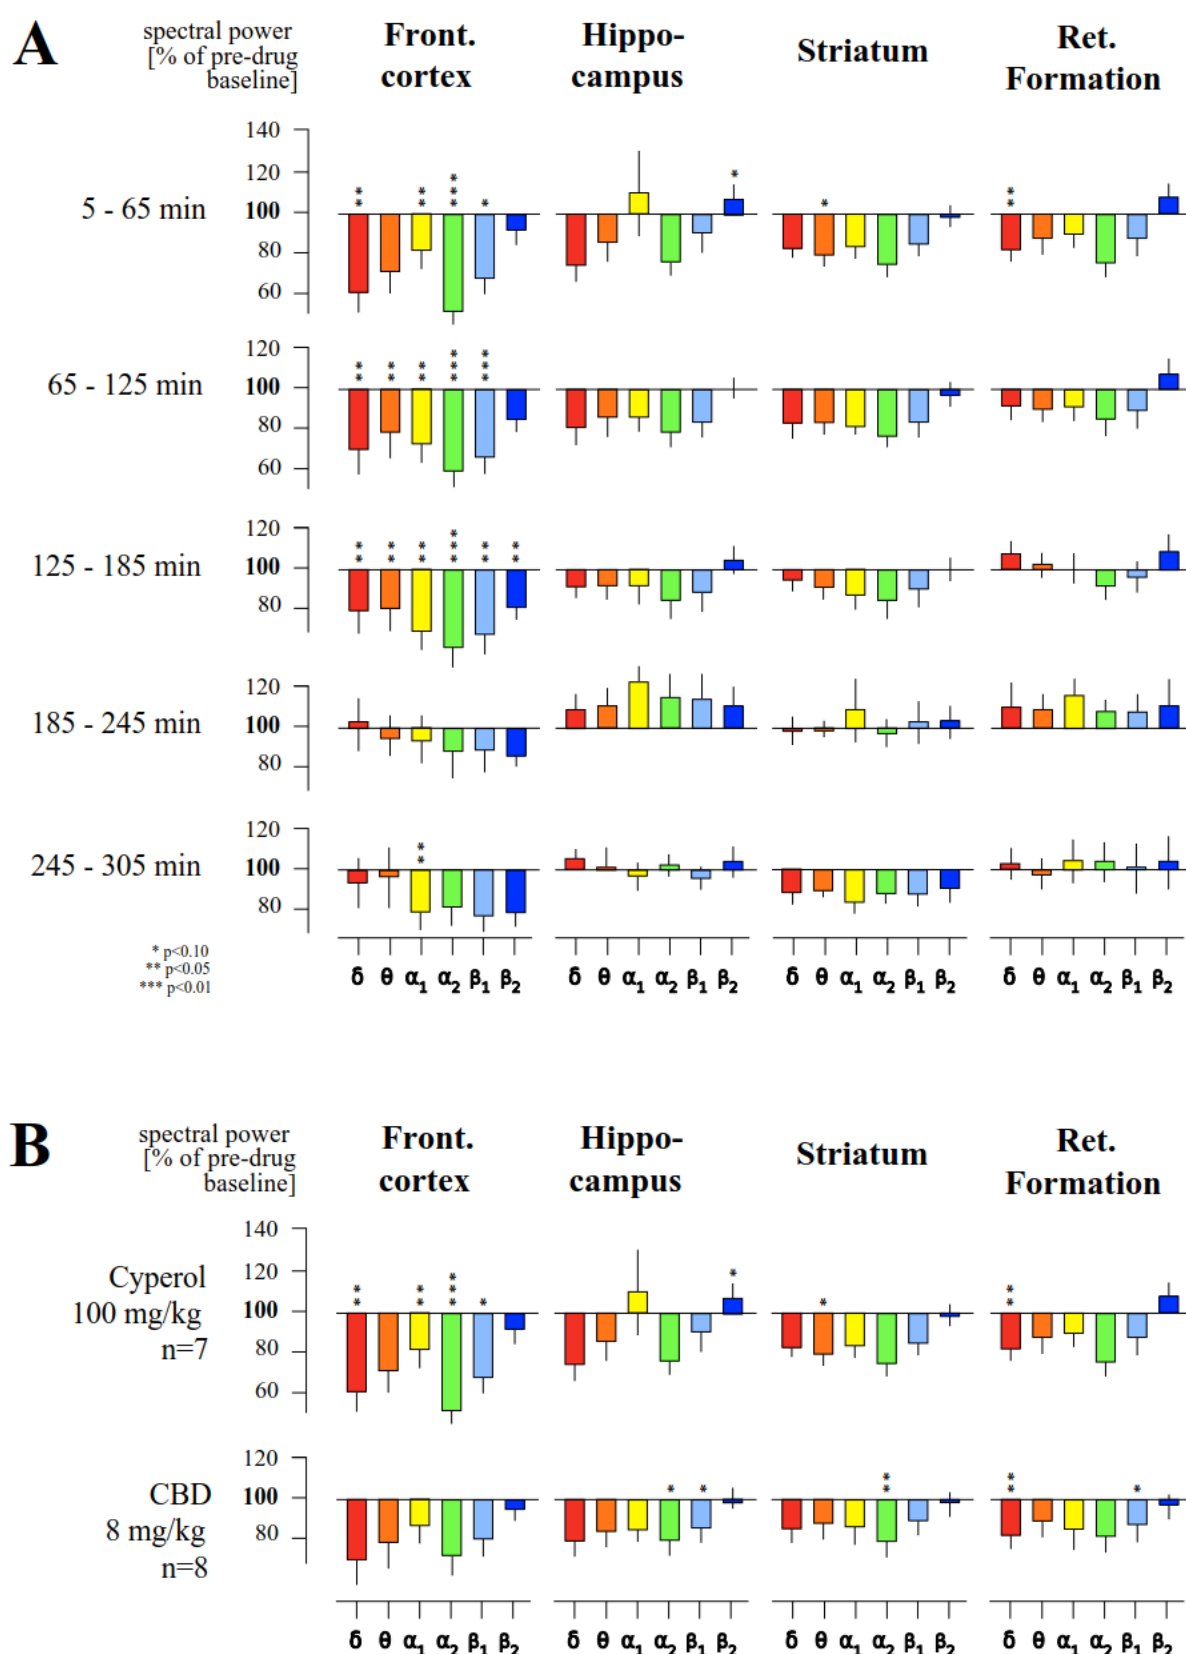 A
spectral power
[% of pre-drug
baseline]
Front.
cortex
Hippo-
campus
Striatum
Ret.
Formation
5 - 65 min
140
120
100
80
60
** ** *** *
*
*
**
65 - 125 min
120
100
80
60
** ** ** *** ***
125 - 185 min
120
100
80
** ** ** *** ** **
185 - 245 min
120
100
80
245 - 305 min
120
100
80
**
* p<0.10
** p<0.05
*** p<0.01
δ θ α1 α2 β1 β2
δ θ α1 α2 β1 β2
δ θ α1 α2 β1 β2
δ θ α1 α2 β1 β2
B
spectral power
[% of pre-drug
baseline]
Front.
cortex
Hippo-
campus
Striatum
Ret.
Formation
Cyperol
100 mg/kg
n=7
140
120
100
80
60
** ** *** *
*
*
**
CBD
8 mg/kg
n=8
120
100
80
* *
**
** *
δ θ α1 α2 β1 β2
δ θ α1 α2 β1 β2
δ θ α1 α2 β1 β2
δ θ α1 α2 β1 β2